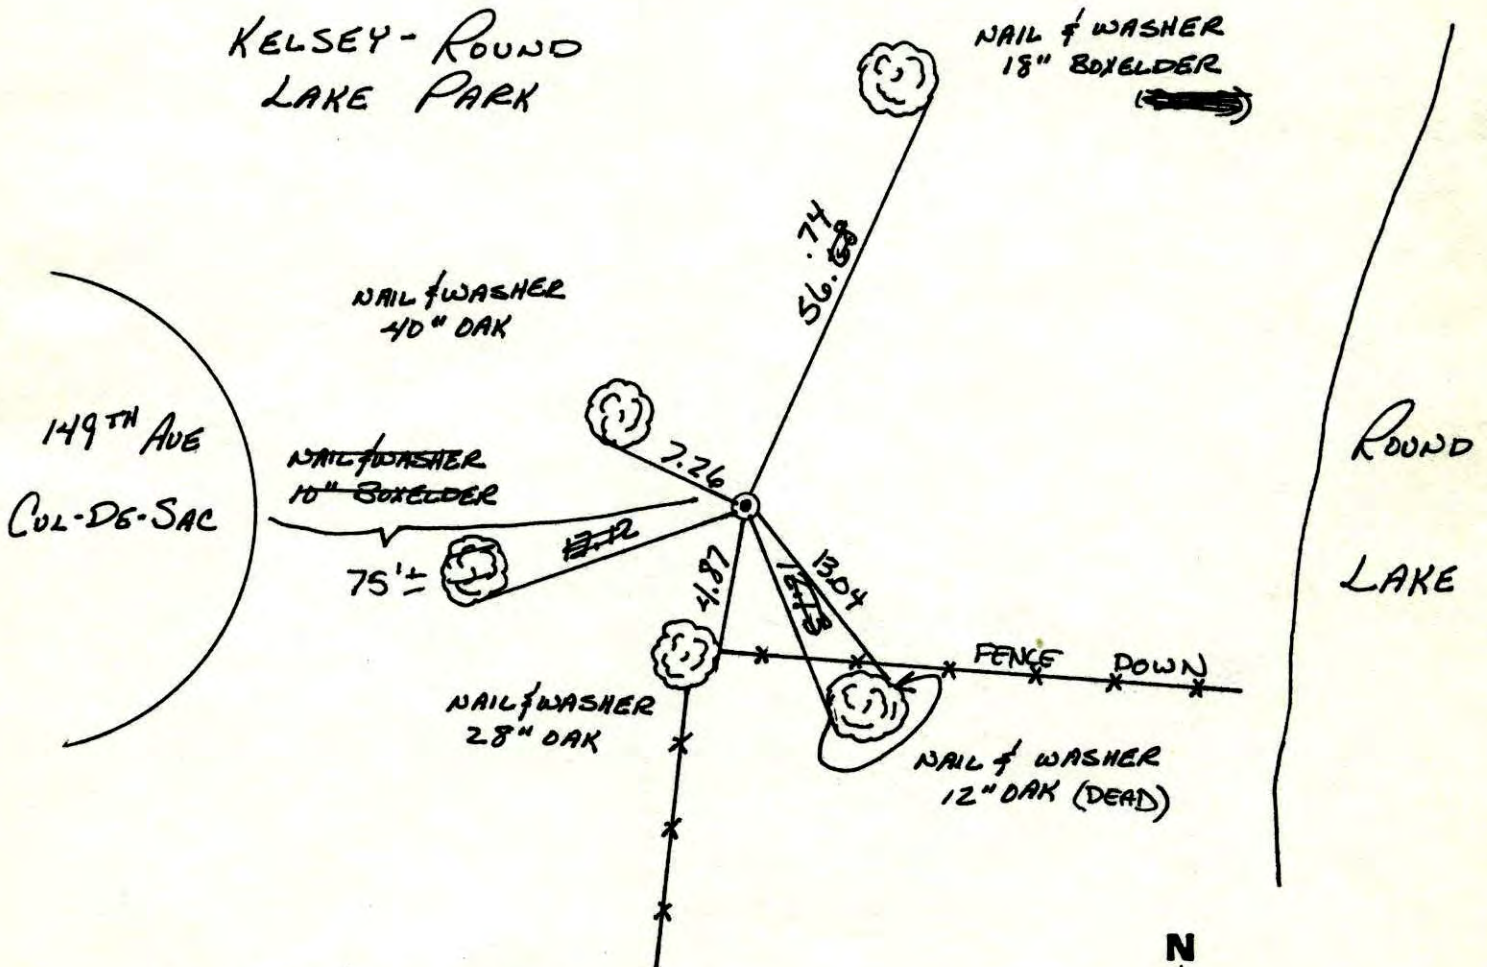 KELSEY - ROUND
LAKE PARK
NAIL & WASHER
18" BOXELDER
.74
56.
NAIL & WASHER
40" OAK
149TH AVE
CUL-DE-SAC
NAIL & WASHER
10" BOXELDER
7.26
13.12
75'±
4.87
13.04
ROUND
LAKE
FENCE DOWN
NAIL & WASHER
28" OAK
NAIL & WASHER
12" OAK (DEAD)
N